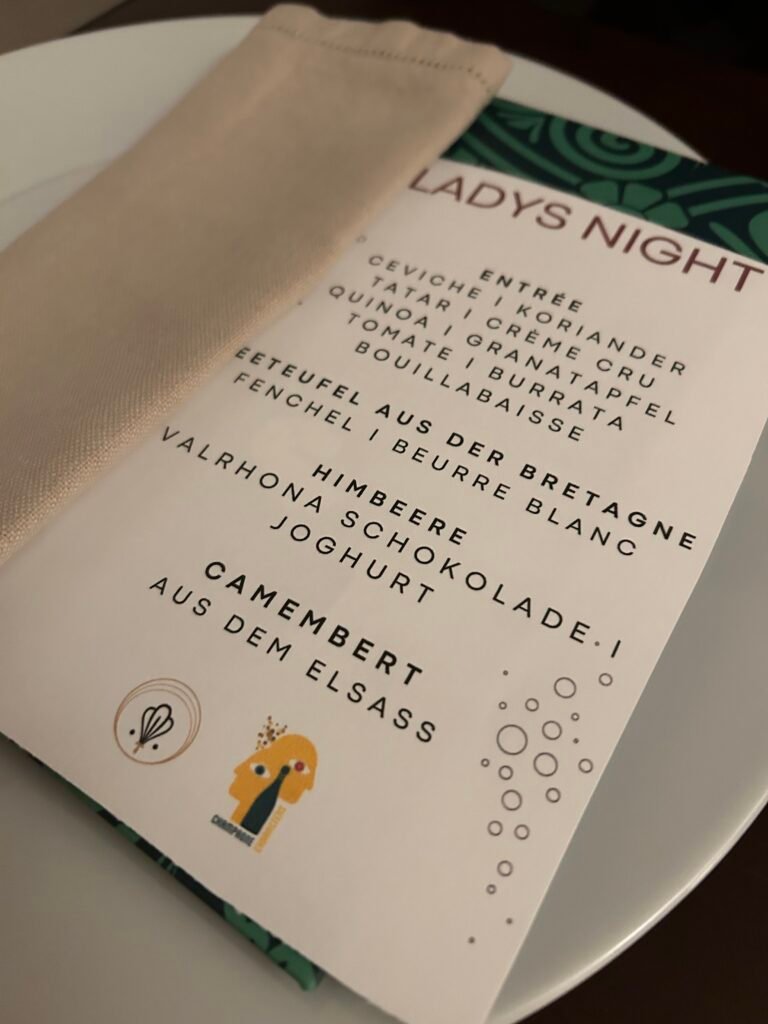 LADYS NIGHT
ENTRÉE
CEVICHE | KORIANDER
TATAR | CRÈME CRU
QUINOA | GRANATAPFEL
TOMATE | BURRATA
BOUILLABAISSE
EETEUFEL AUS DER BRETAGNE
FENCHEL | BEURRE BLANC
HIMBEERE
VALRHONA SCHOKOLADE. |
JOGHURT
CAMEMBERT
AUS DEM ELSASS
CHAMPAGNE